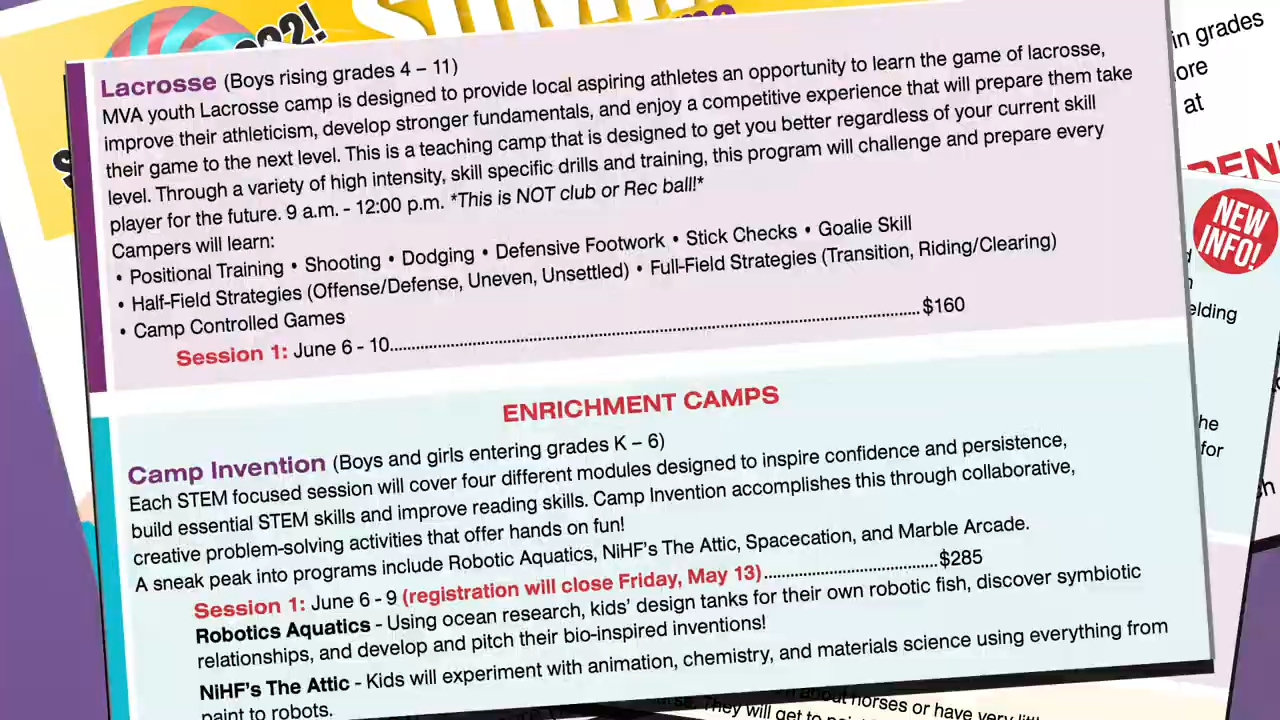 Lacrosse (Boys rising grades 4 – 11)
MVA youth Lacrosse camp is designed to provide local aspiring athletes an opportunity to learn the game of lacrosse,
improve their athleticism, develop stronger fundamentals, and enjoy a competitive experience that will prepare them take
their game to the next level. This is a teaching camp that is designed to get you better regardless of your current skill
level. Through a variety of high intensity, skill specific drills and training, this program will challenge and prepare every
player for the future. 9 a.m. - 12:00 p.m. *This is NOT club or Rec ball!*
Campers will learn:
• Positional Training • Shooting • Dodging • Defensive Footwork • Stick Checks • Goalie Skill
• Half-Field Strategies (Offense/Defense, Uneven, Unsettled) • Full-Field Strategies (Transition, Riding/Clearing)
• Camp Controlled Games
Session 1: June 6 - 10........................$160
ENRICHMENT CAMPS
Camp Invention (Boys and girls entering grades K – 6)
Each STEM focused session will cover four different modules designed to inspire confidence and persistence,
build essential STEM skills and improve reading skills. Camp Invention accomplishes this through collaborative,
creative problem-solving activities that offer hands on fun!
A sneak peak into programs include Robotic Aquatics, NiHF's The Attic, Spacecation, and Marble Arcade.
Session 1: June 6 - 9 (registration will close Friday, May 13)........................$285
Robotics Aquatics - Using ocean research, kids' design tanks for their own robotic fish, discover symbiotic
relationships, and develop and pitch their bio-inspired inventions!
NiHF's The Attic - Kids will experiment with animation, chemistry, and materials science using everything from
paint to robots.
in grades
at
NEW
INFO!
about horses or have very
They will get to